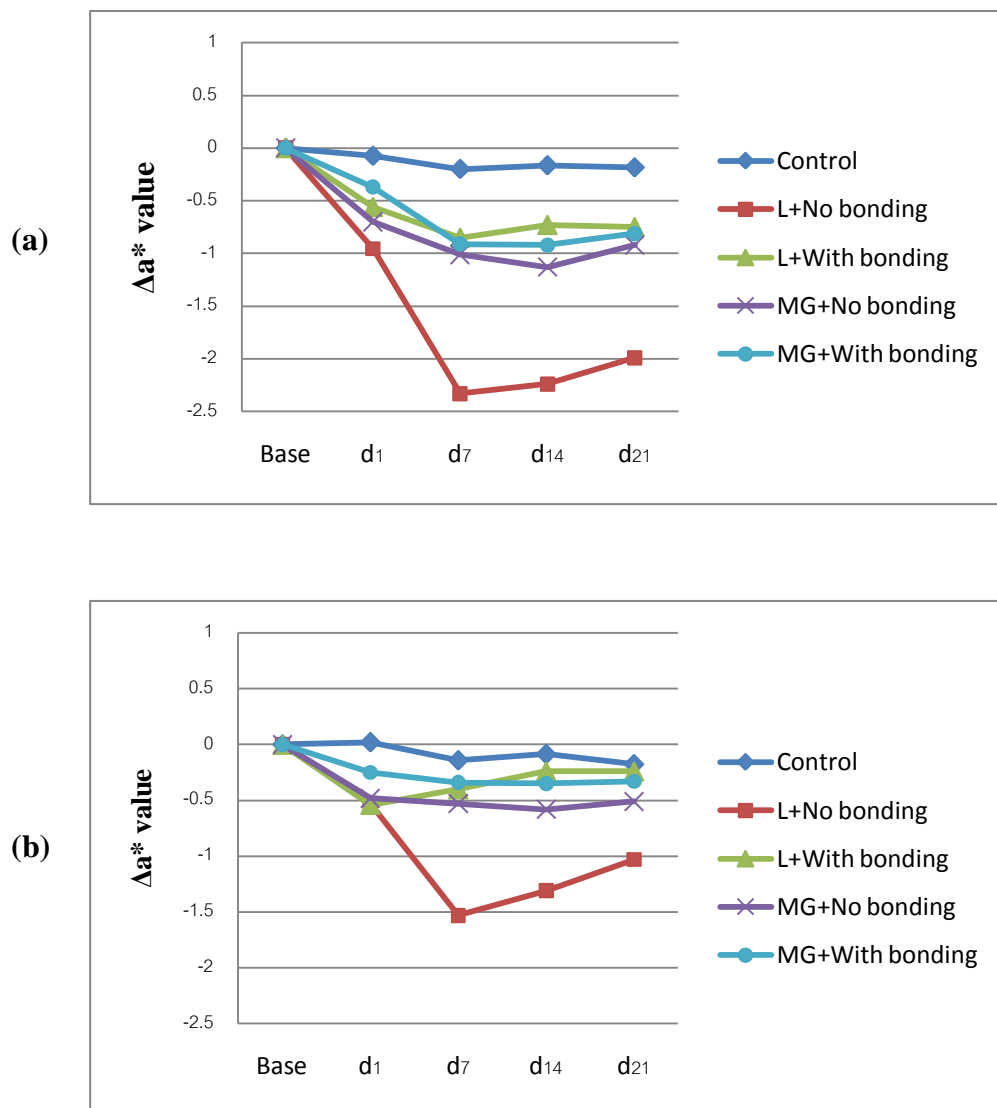 (a)
Δa* value
1
0.5
0
-0.5
-1
-1.5
-2
-2.5
Base d1 d7 d14 d21
Control
L+No bonding
L+With bonding
MG+No bonding
MG+With bonding
(b)
Δa* value
1
0.5
0
-0.5
-1
-1.5
-2
-2.5
Base d1 d7 d14 d21
Control
L+No bonding
L+With bonding
MG+No bonding
MG+With bonding